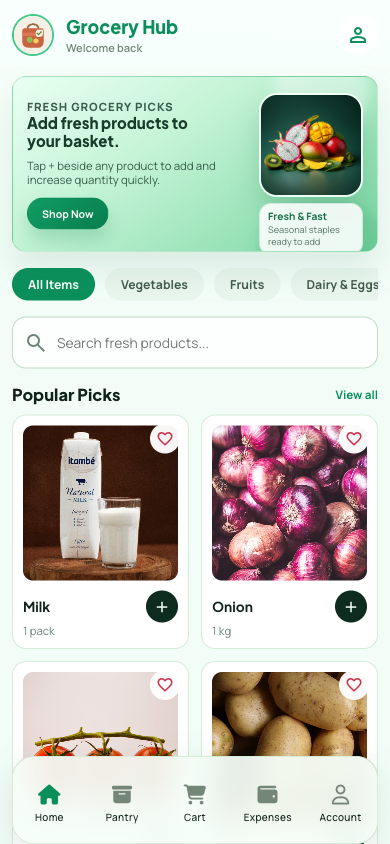 Grocery Hub
Welcome back
FRESH GROCERY PICKS
Add fresh products to
your basket.
Tap + beside any product to add and
increase quantity quickly.
Shop Now
Fresh & Fast
Seasonal staples
ready to add
All Items
Vegetables
Fruits
Dairy & Eggs
Search fresh products...
Popular Picks
View all
itambé
Natural
MILK
Milk
1 pack
Onion
1 kg
Home
Pantry
Cart
Expenses
Account